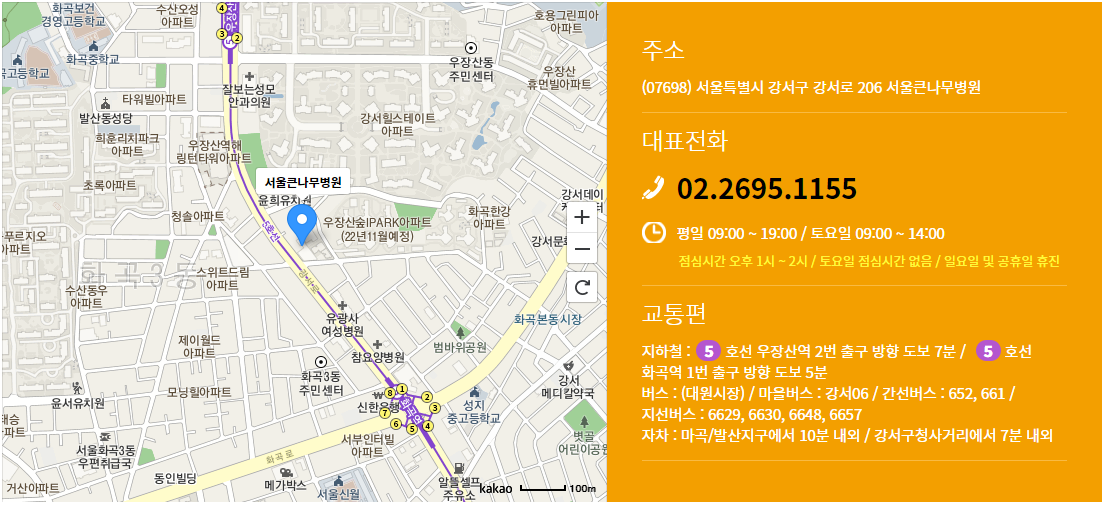 화곡보건
경영고등학교
수산오성
아파트
4
3
2
5
우장산
호용그린피아
아파트
화곡중학교
고등학교
우장산동
주민센터
우장산
휴먼빌아파트
잘보는성모
안과의원
타워빌아파트
발산동성당
강서힐스테이트
아파트
희훈리치파크
아파트
우장산역해
링턴타워아파트
초록아파트
서울큰나무병원
윤희유치원
강서데이
청솔아파트
5호선
우장산숲IPARK아파트
(22년11월예정)
화곡한강
아파트
푸르지오
아파트
강서문화
화곡3동
스위트드림
아파트
강서로
수산동우
아파트
유광사
여성병원
화곡본동시장
제이월드
아파트
참요양병원
범바위공원
화곡3동
주민센터
강서
메디칼약국
모닝힐아파트
윤서유치원
신한은행
8
1
2
3
4
5
6
7
성지
중고등학교
태승
아파트
서부인터빌
아파트
벗골
어린이공원
서울화곡3동
우편취급국
화곡로
동인빌딩
메가박스
거산아파트
서울신월
알뜰셀프
주유소
kakao
100m
주소
(07698) 서울특별시 강서구 강서로 206 서울큰나무병원
대표전화
02.2695.1155
평일 09:00 ~ 19:00 / 토요일 09:00 ~ 14:00
점심시간 오후 1시 ~ 2시 / 토요일 점심시간 없음 / 일요일 및 공휴일 휴진
교통편
지하철 : 5 호선 우장산역 2번 출구 방향 도보 7분 / 5 호선
화곡역 1번 출구 방향 도보 5분
버스 : (대원시장) / 마을버스 : 강서06 / 간선버스 : 652, 661 /
지선버스 : 6629, 6630, 6648, 6657
자차 : 마곡/발산지구에서 10분 내외 / 강서구청사거리에서 7분 내외